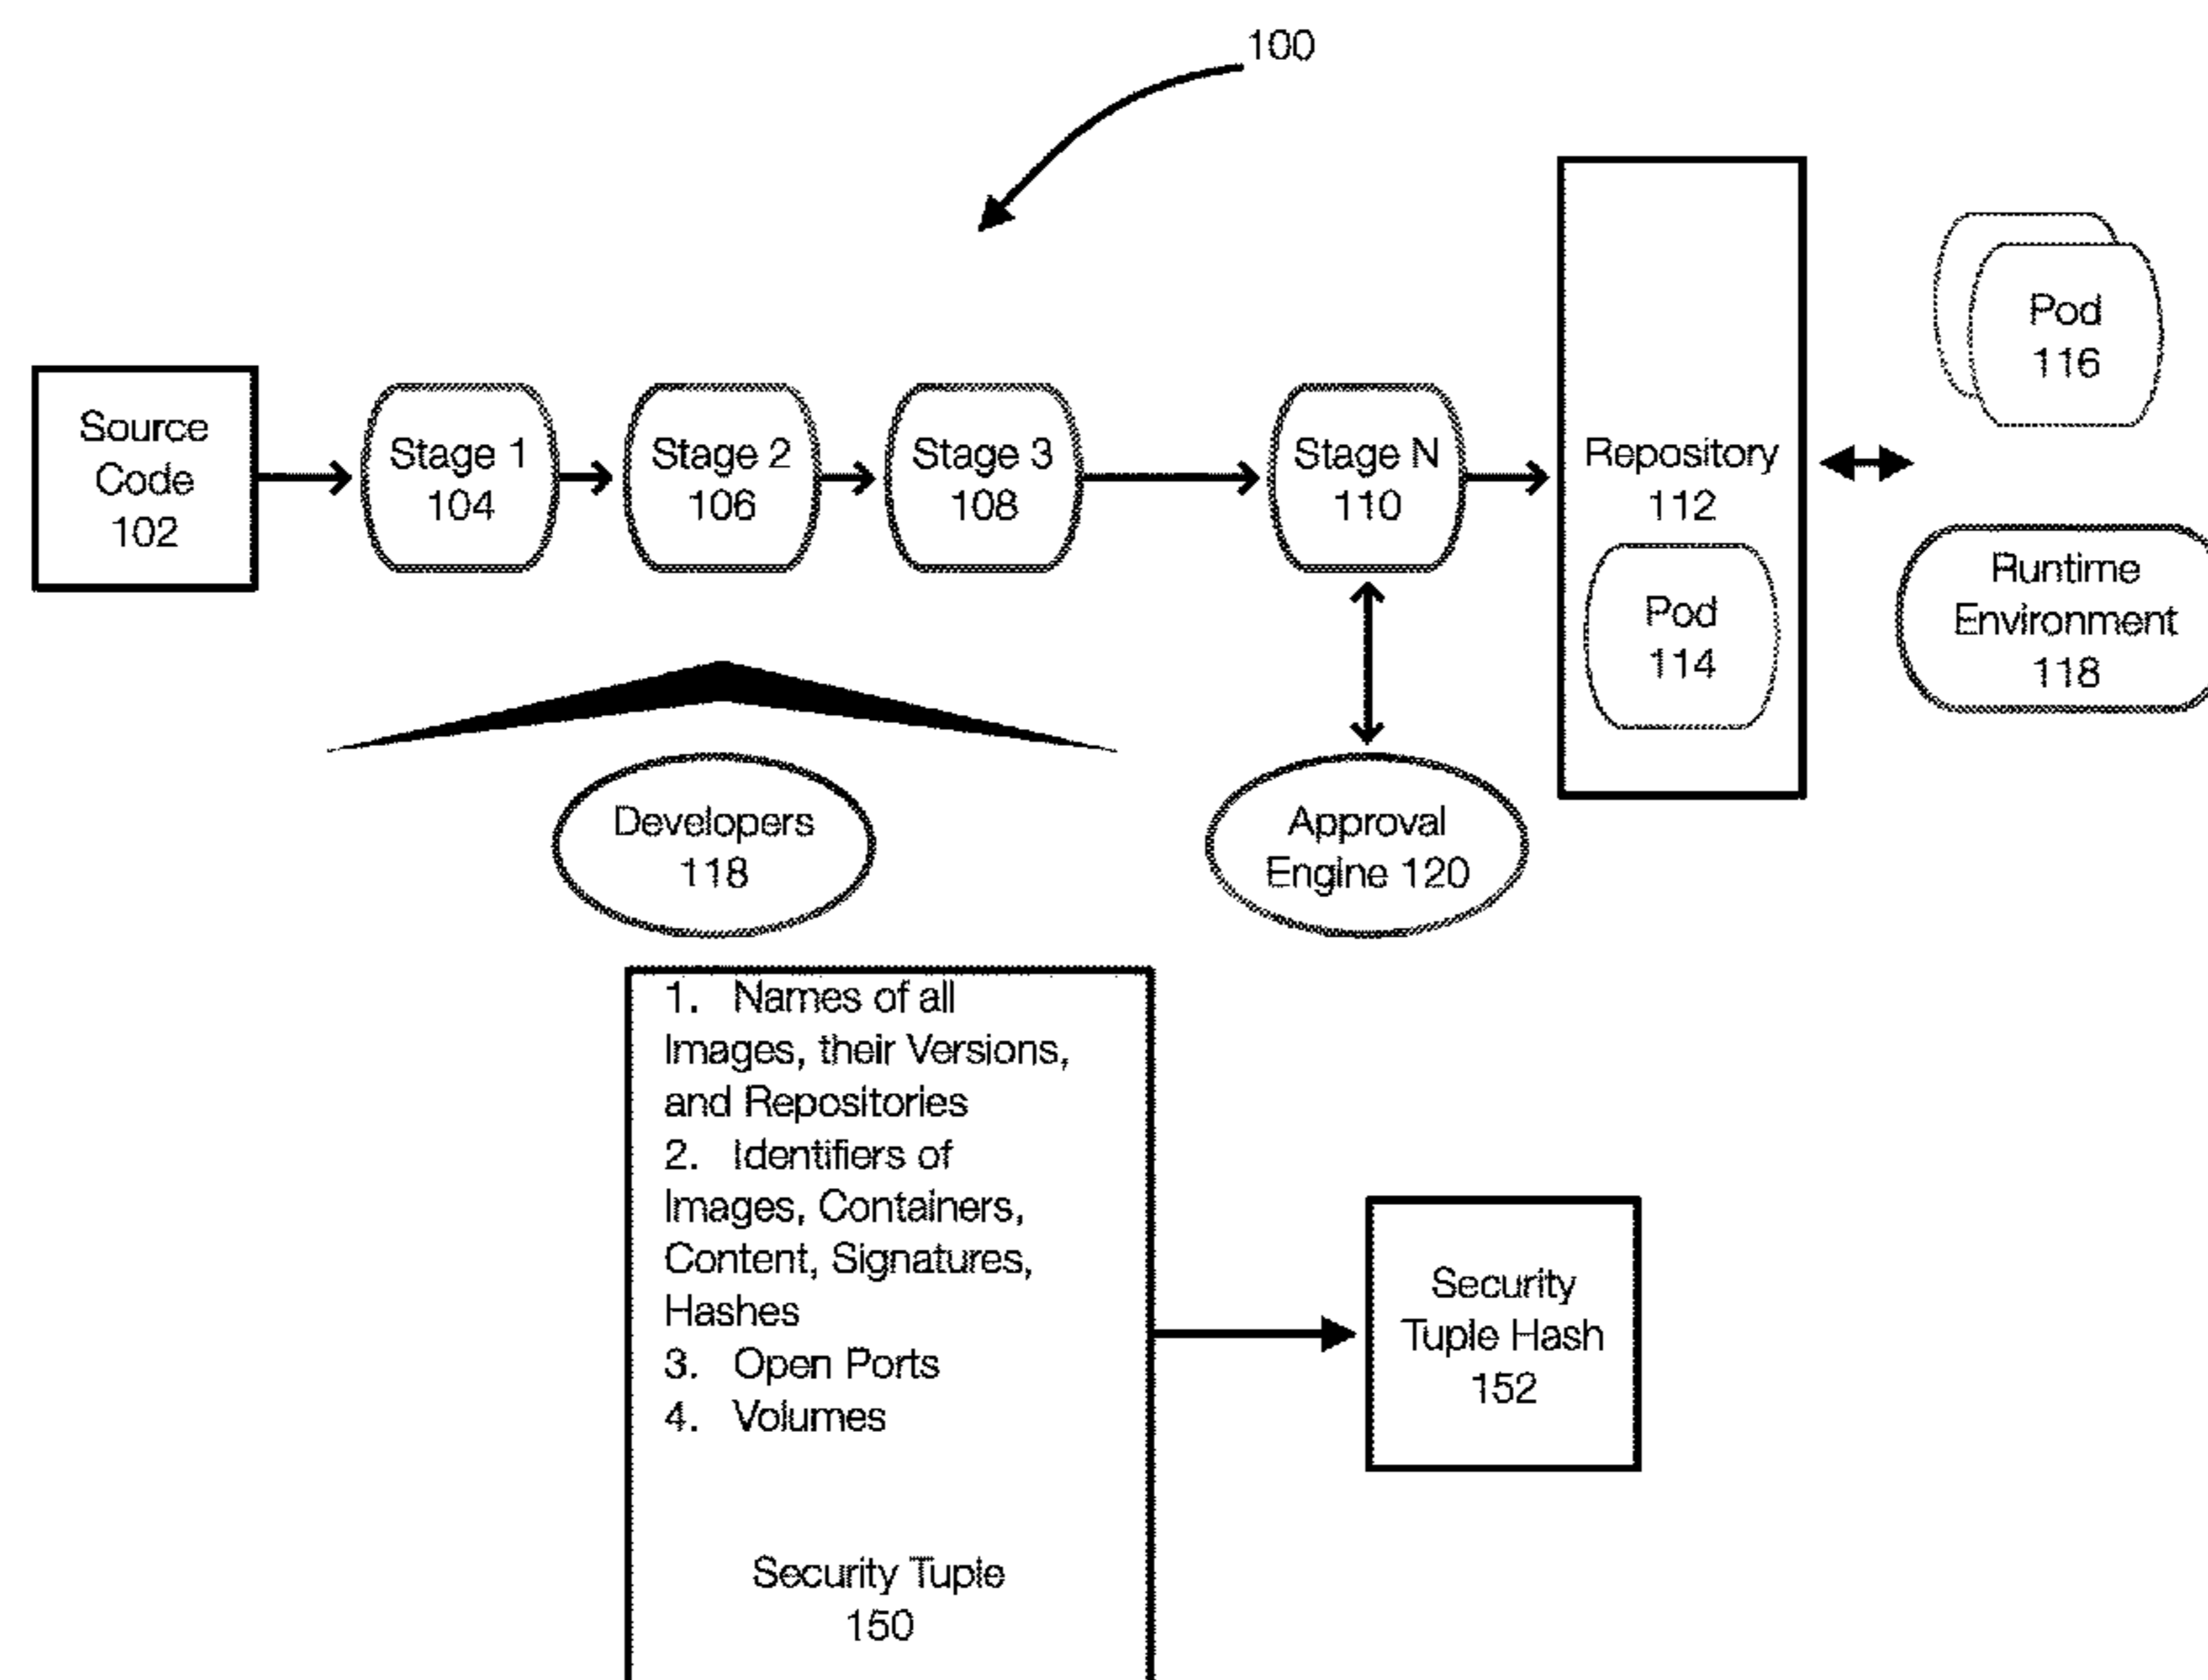 100
Source
Code
102
Stage 1
104
Stage 2
106
Stage 3
108
Stage N
110
Repository
112
Pod
114
Pod
116
Runtime
Environment
118
Developers
118
Approval
Engine 120
1. Names of all
Images, their Versions,
and Repositories
2. Identifiers of
Images, Containers,
Content, Signatures,
Hashes
3. Open Ports
4. Volumes
Security Tuple
150
Security
Tuple Hash
152